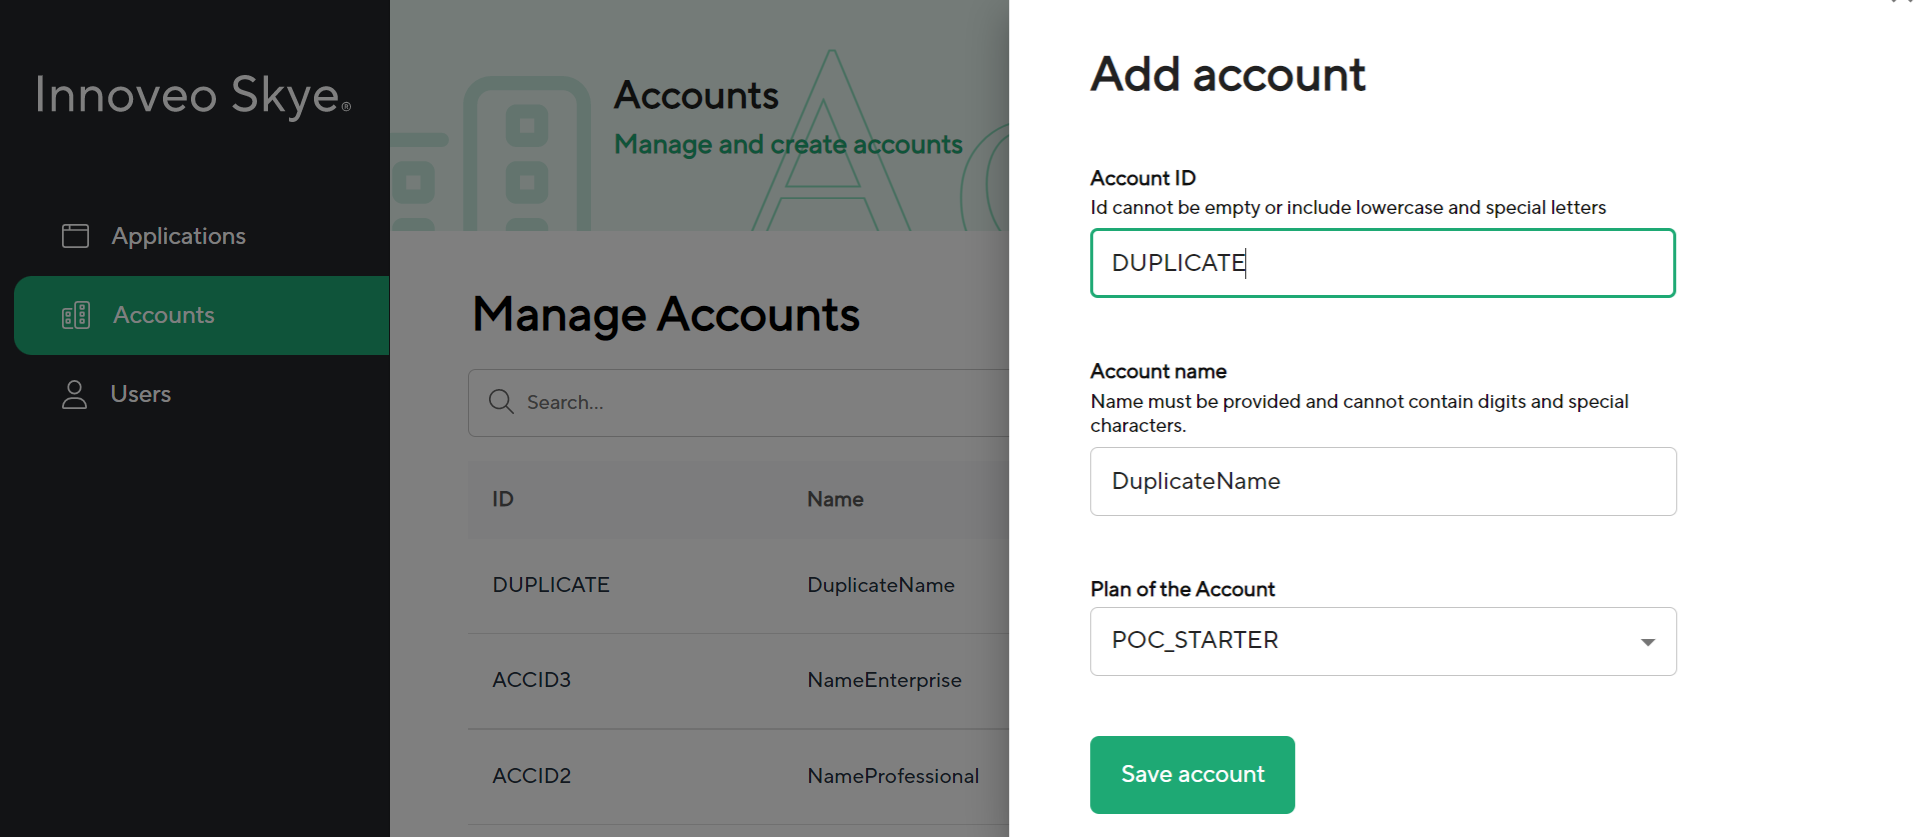 Innoveo Skye®
Applications
Accounts
Users
Accounts
Manage and create accounts
Manage Accounts
Search...
ID Name
DUPLICATE DuplicateName
ACCID3 NameEnterprise
ACCID2 NameProfessional
Add account
Account ID
Id cannot be empty or include lowercase and special letters
DUPLICATE
Account name
Name must be provided and cannot contain digits and special
characters.
DuplicateName
Plan of the Account
POC_STARTER
Save account